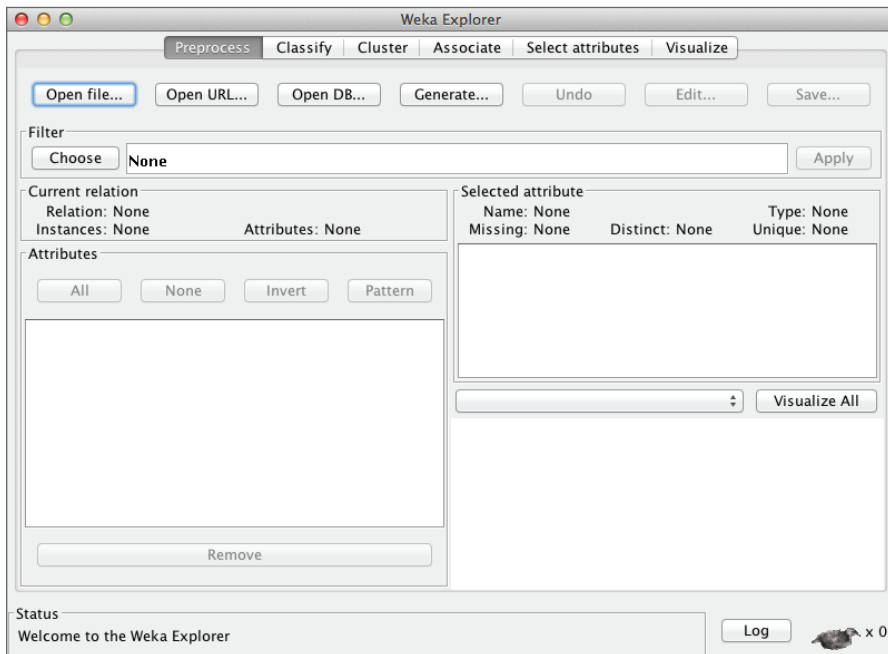 Weka Explorer
Preprocess Classify Cluster Associate Select attributes Visualize
Open file... Open URL... Open DB... Generate... Undo Edit... Save...
Filter
Choose None Apply
Current relation
Relation: None
Instances: None Attributes: None
Attributes
All None Invert Pattern
Remove
Selected attribute
Name: None Type: None
Missing: None Distinct: None Unique: None
Visualize All
Status
Welcome to the Weka Explorer
Log x 0